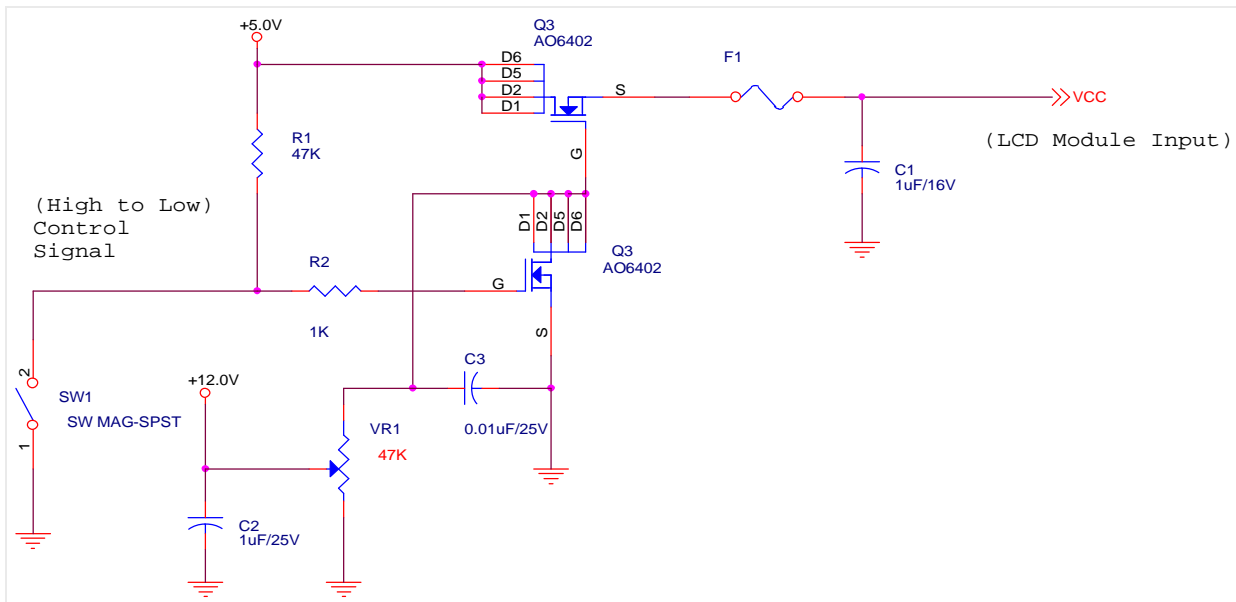 +5.0V
Q3
AO6402
D6
D5
D2
D1
S
G
F1
VCC
(LCD Module Input)
C1
1uF/16V
R1
47K
(High to Low)
Control
Signal
D1
D2
D5
D6
Q3
AO6402
R2
1K
G
S
C3
0.01uF/25V
2
SW1
SW MAG-SPST
1
+12.0V
VR1
47K
C2
1uF/25V